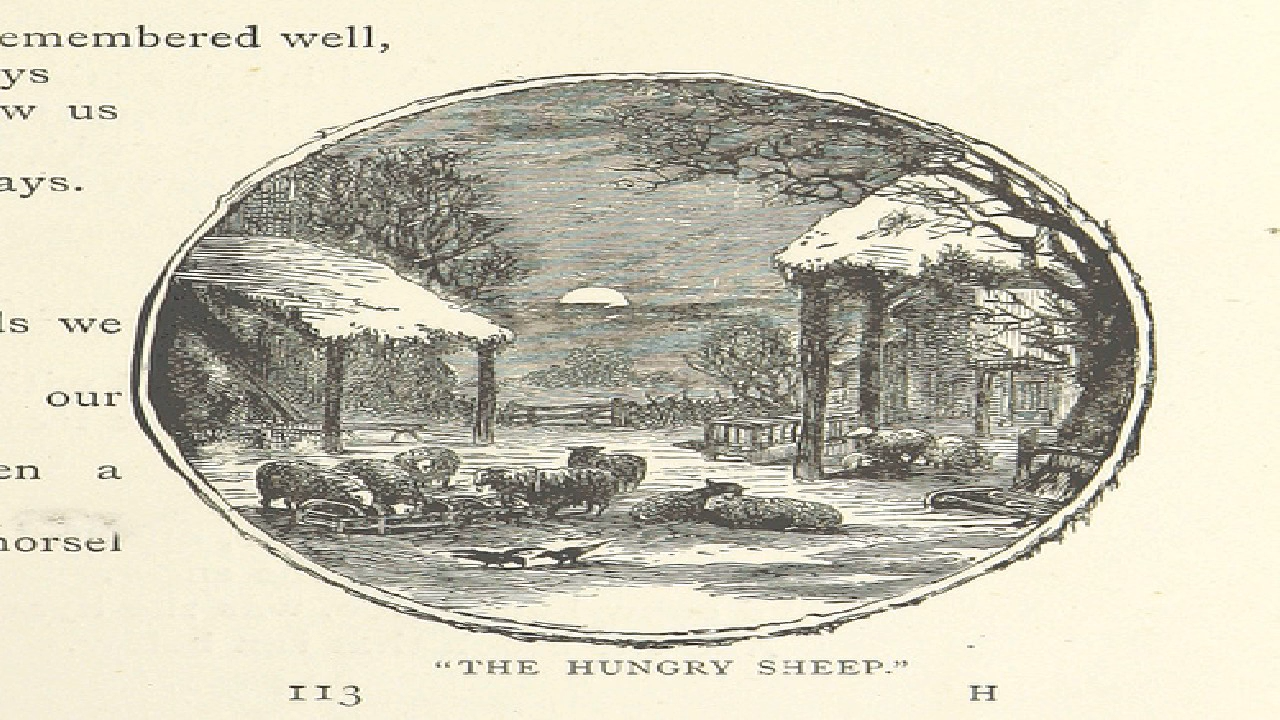 emembered well,
ys
w us
ays.
ls we
our
en a
norsel
"THE HUNGRY SHEEP."
113 H